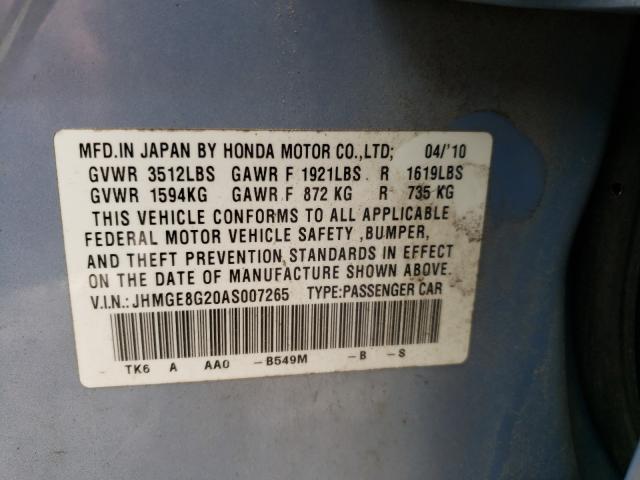 MFD.IN JAPAN BY HONDA MOTOR CO.,LTD; 04/'10
GVWR 3512LBS GAWR F 1921LBS R 1619LBS
GVWR 1594KG GAWR F 872 KG R 735 KG
THIS VEHICLE CONFORMS TO ALL APPLICABLE
FEDERAL MOTOR VEHICLE SAFETY ,BUMPER,
AND THEFT PREVENTION STANDARDS IN EFFECT
ON THE DATE OF MANUFACTURE SHOWN ABOVE.
V.I.N.: JHMGE8G20AS007265 TYPE:PASSENGER CAR
TK6 A AA0 -B549M -B -S